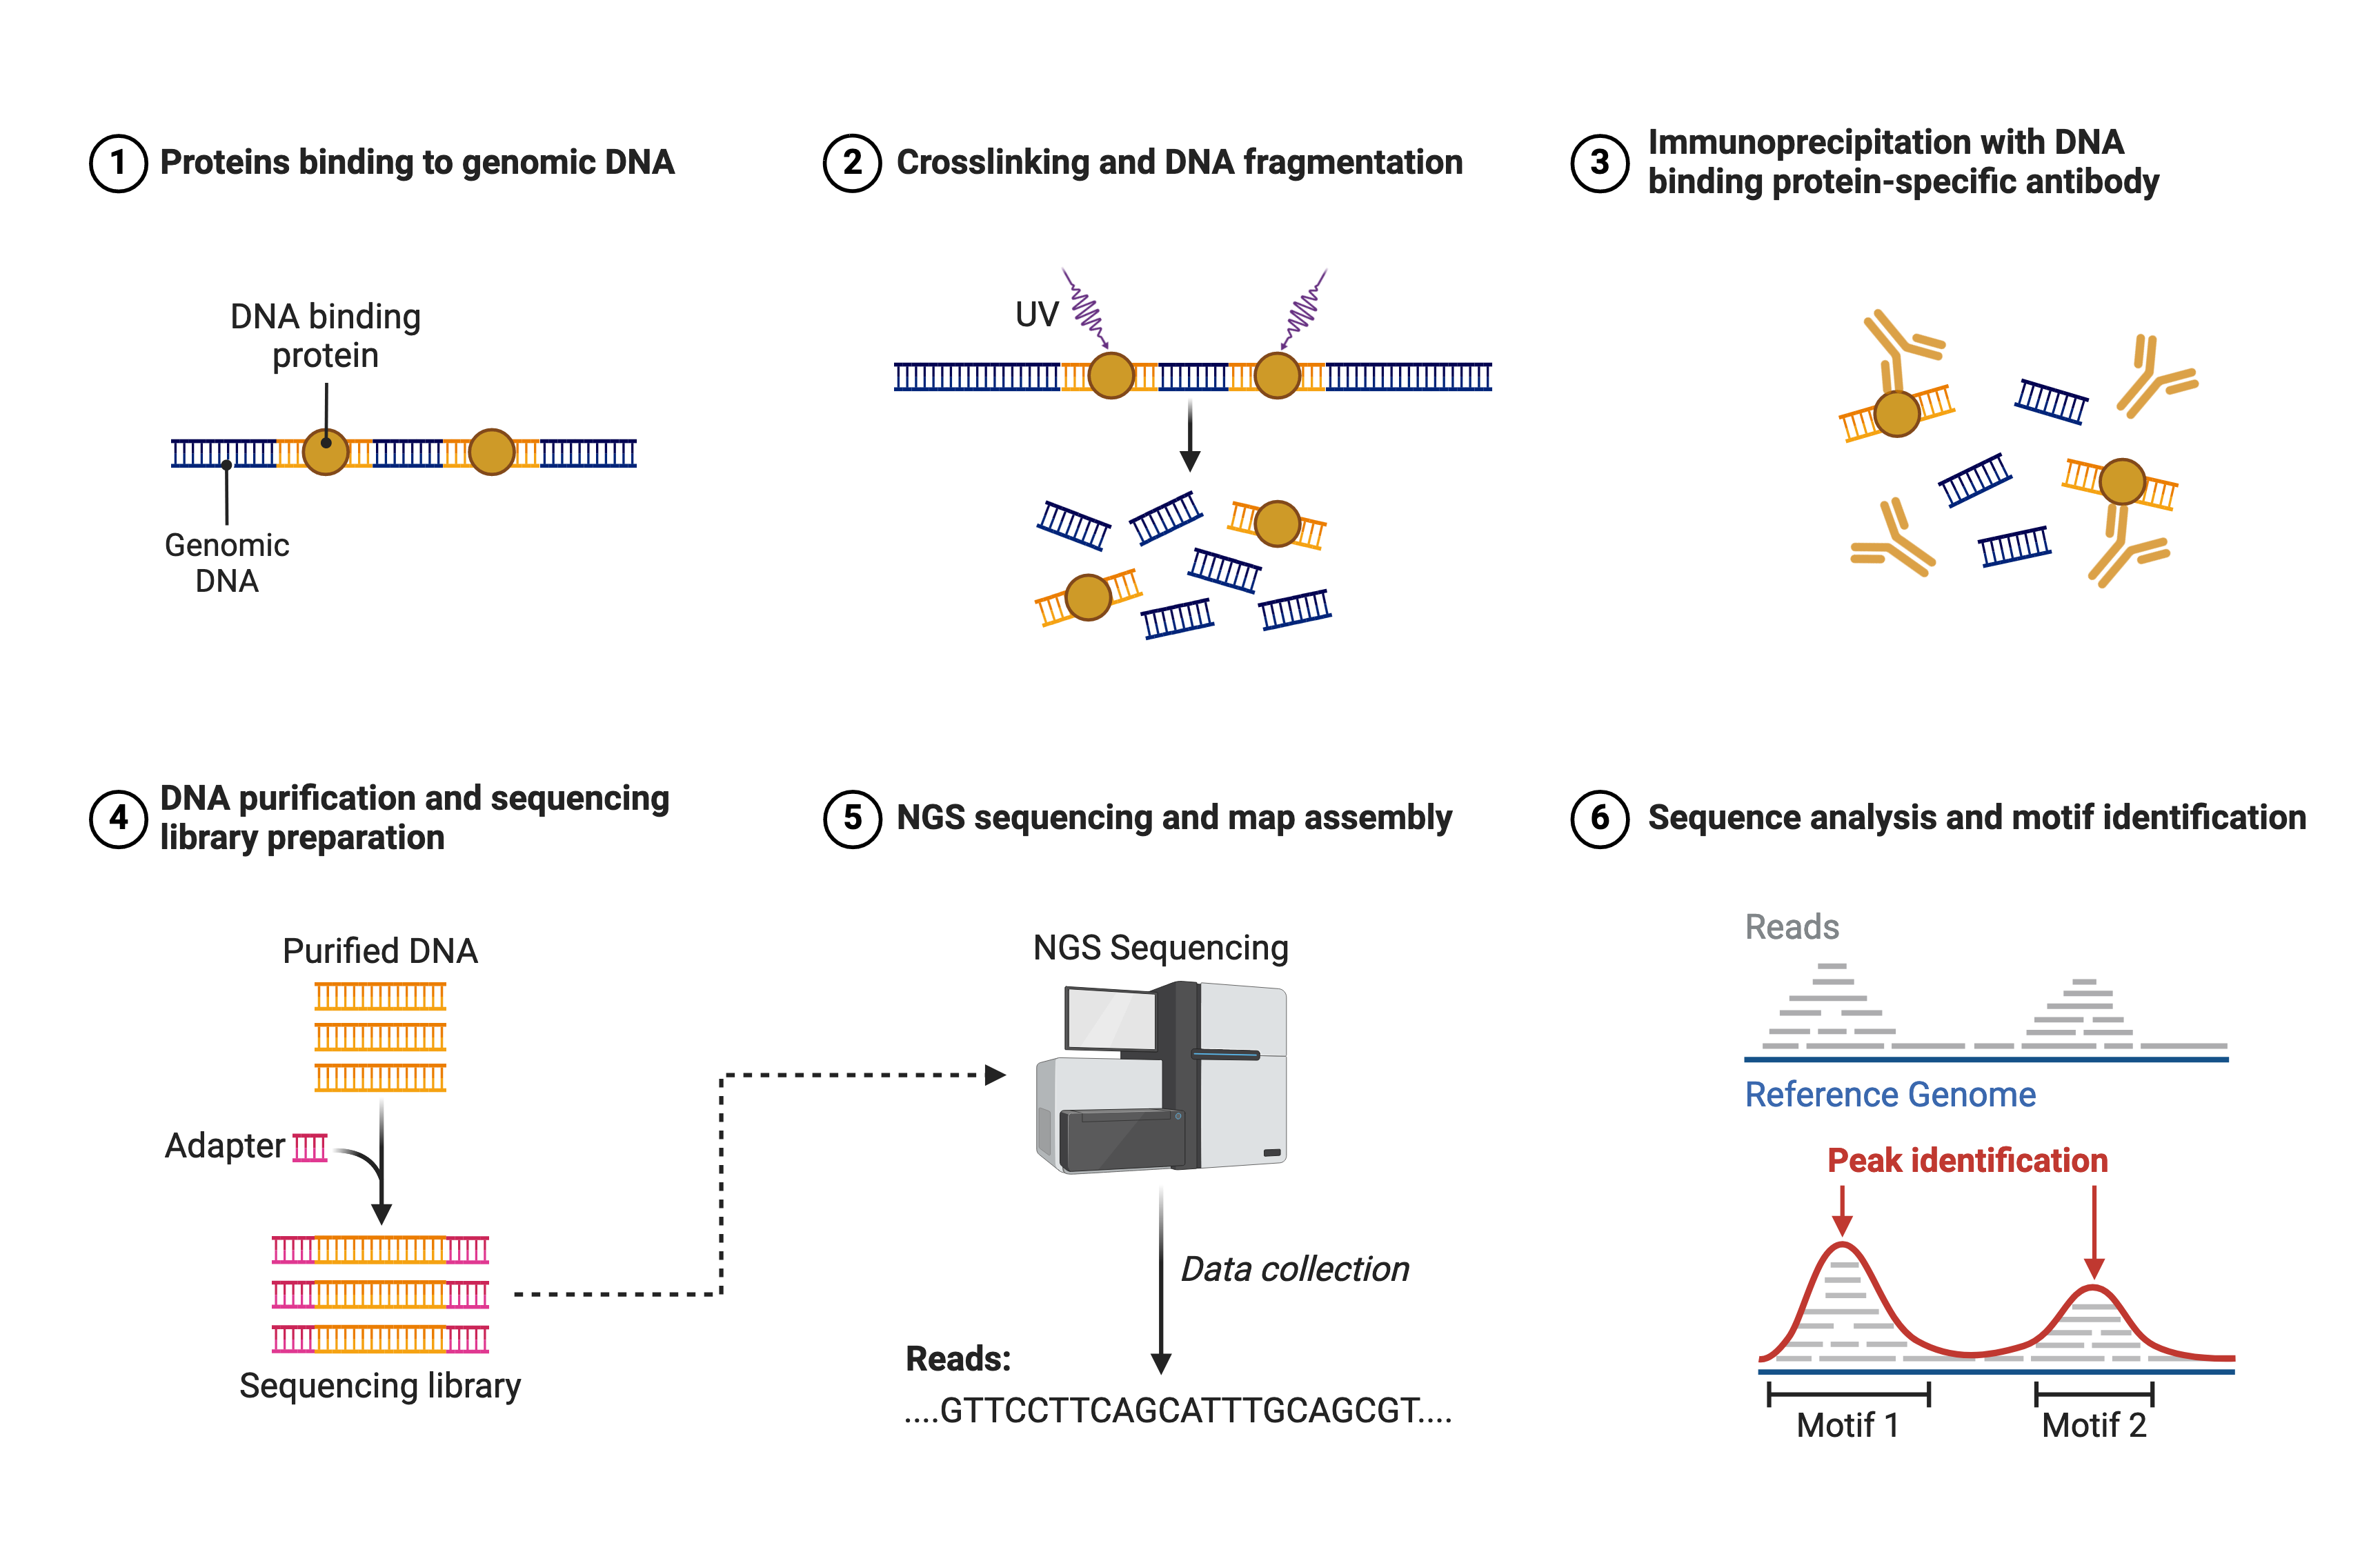 1 Proteins binding to genomic DNA
DNA binding
protein
Genomic
DNA
2 Crosslinking and DNA fragmentation
UV
3 Immunoprecipitation with DNA
binding protein-specific antibody
4 DNA purification and sequencing
library preparation
Purified DNA
Adapter
Sequencing library
5 NGS sequencing and map assembly
NGS Sequencing
Data collection
Reads:
....GTTCCTTCAGCATTTGCAGCGT....
6 Sequence analysis and motif identification
Reads
Reference Genome
Peak identification
Motif 1
Motif 2